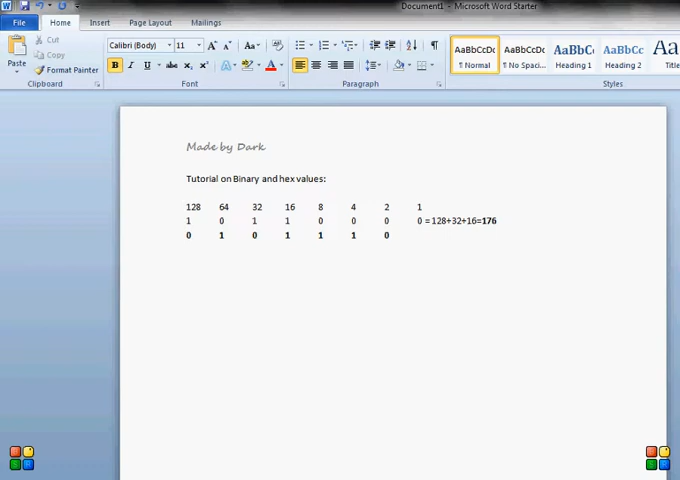 Document1 - Microsoft Word Starter
File Home Insert Page Layout Mailings
Paste
Cut
Copy
Format Painter
Clipboard
Calibri (Body) 11
Font
Paragraph
AaBbCcDc AaBbCcDc AaBbCc AaBbCc AaB
¶ Normal ¶ No Spaci... Heading 1 Heading 2 Title
Styles
Made by Dark
Tutorial on Binary and hex values:
128 64 32 16 8 4 2 1
1 0 1 1 0 0 0 0 = 128+32+16=176
0 1 0 1 1 1 0